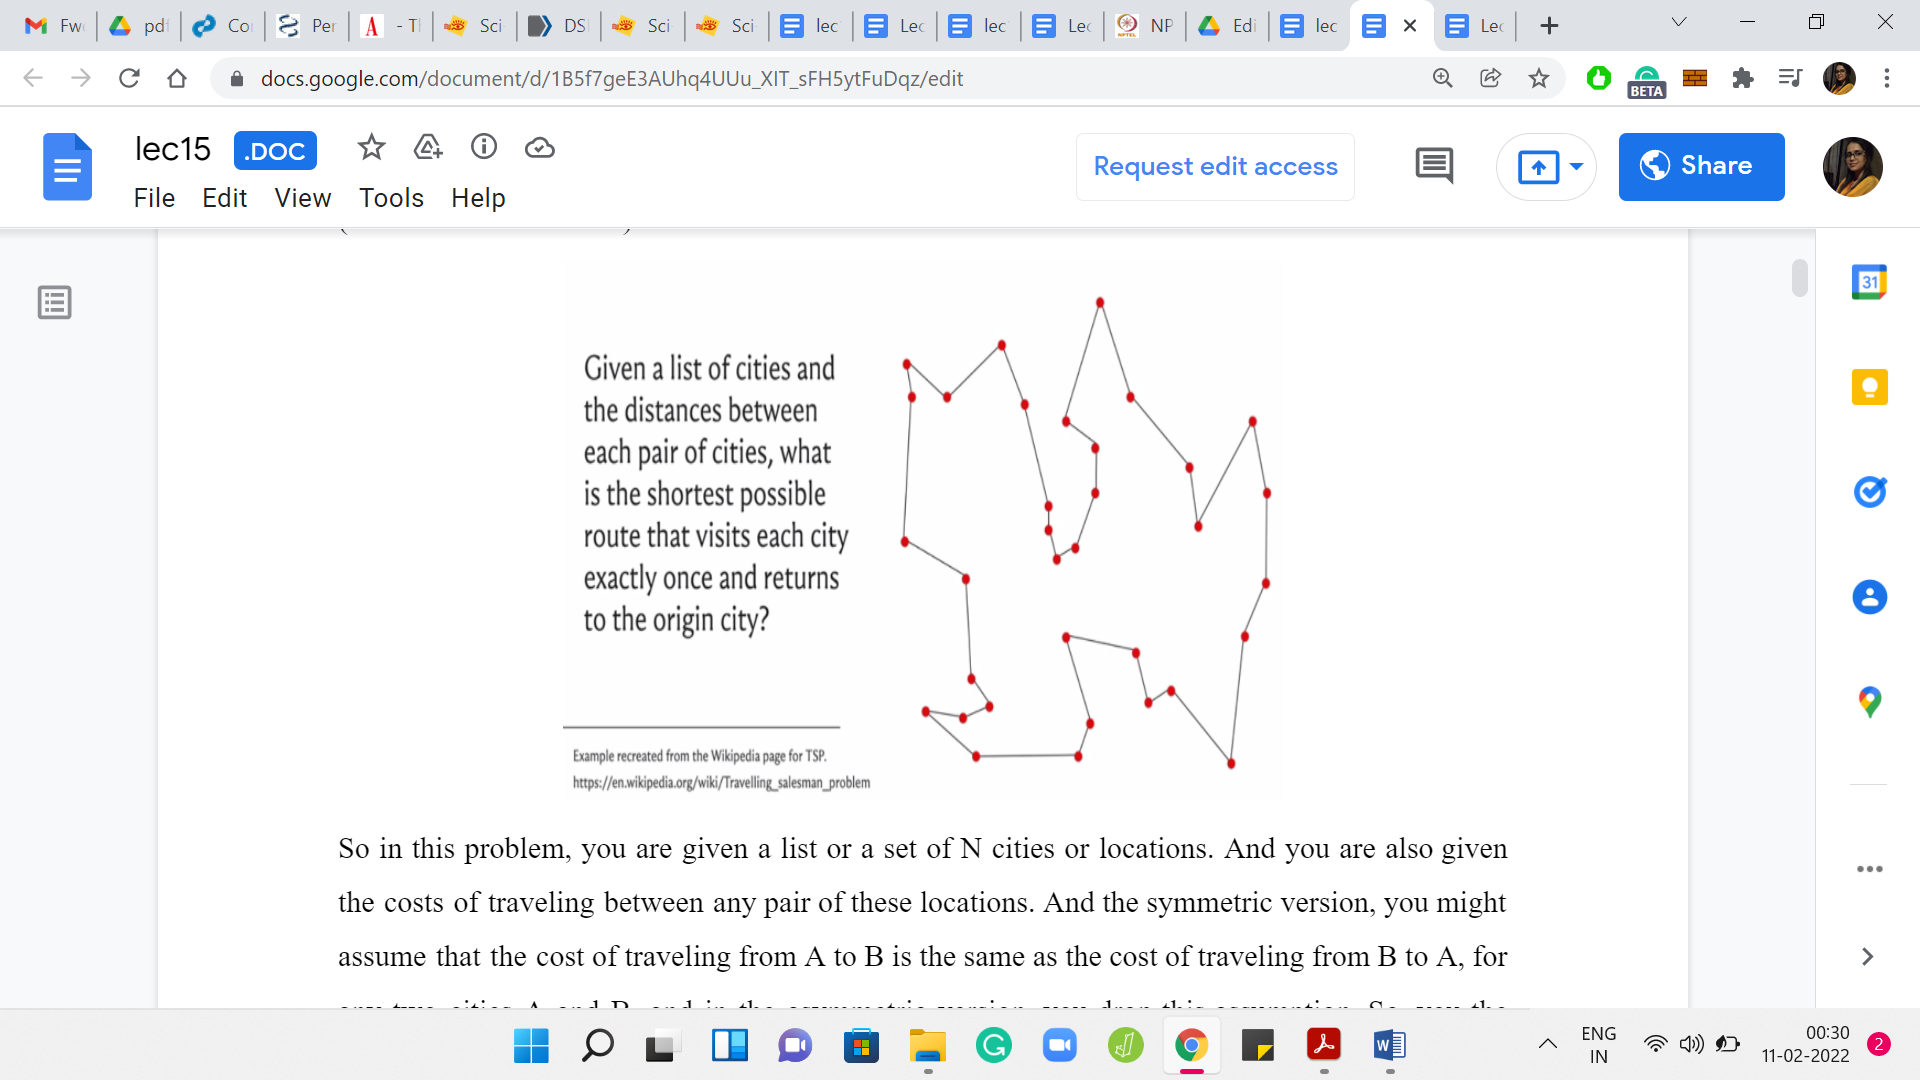 Fw
pdf
Co
Per
- Tl
Sci
DSI
Sci
Sci
lec
Lec
lec
Lec
NP
Edi
lec
Lec
docs.google.com/document/d/1B5f7geE3AUhq4UUu_XIT_sFH5ytFuDqz/edit
BETA
lec15 .DOC
Request edit access
Share
File Edit View Tools Help
31
Given a list of cities and
the distances between
each pair of cities, what
is the shortest possible
route that visits each city
exactly once and returns
to the origin city?
Example recreated from the Wikipedia page for TSP.
https://en.wikipedia.org/wiki/Travelling_salesman_problem
So in this problem, you are given a list or a set of N cities or locations. And you are also given
the costs of traveling between any pair of these locations. And the symmetric version, you might
assume that the cost of traveling from A to B is the same as the cost of traveling from B to A, for
ENG
IN
00:30
11-02-2022
2